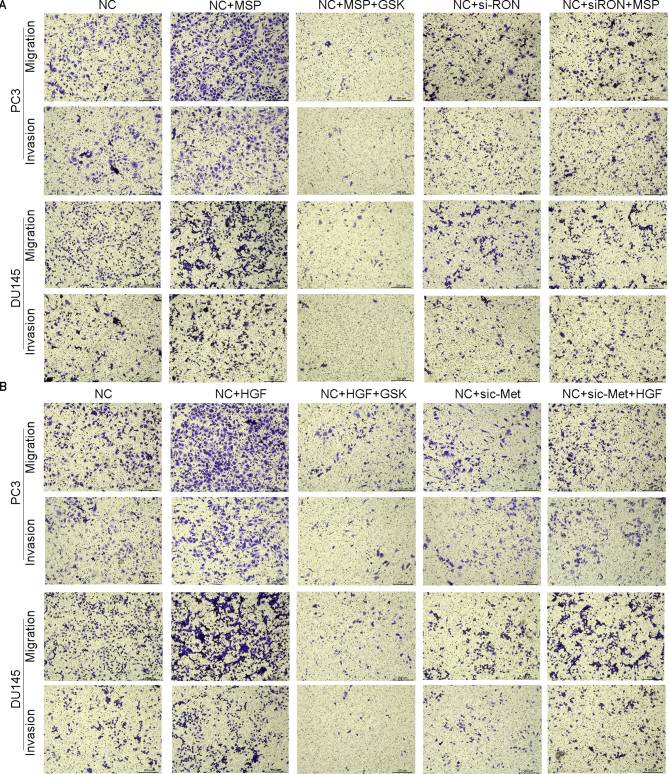 A
NC NC+MSP NC+MSP+GSK NC+si-RON NC+siRON+MSP
PC3
Migration
Invasion
DU145
Migration
Invasion
B
NC NC+HGF NC+HGF+GSK NC+sic-Met NC+sic-Met+HGF
PC3
Migration
Invasion
DU145
Migration
Invasion